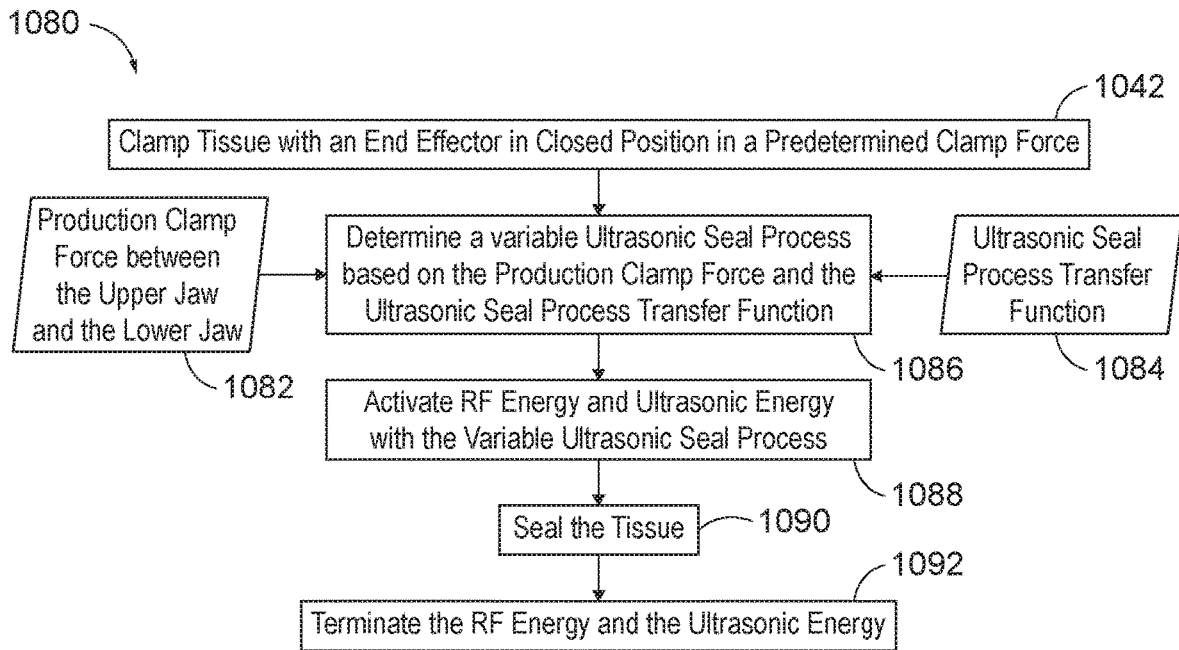 1080
1042
Clamp Tissue with an End Effector in Closed Position in a Predetermined Clamp Force
Production Clamp
Force between
the Upper Jaw
and the Lower Jaw
1082
Determine a variable Ultrasonic Seal Process
based on the Production Clamp Force and the
Ultrasonic Seal Process Transfer Function
1086
Ultrasonic Seal
Process Transfer
Function
1084
Activate RF Energy and Ultrasonic Energy
with the Variable Ultrasonic Seal Process
1088
Seal the Tissue
1090
1092
Terminate the RF Energy and the Ultrasonic Energy